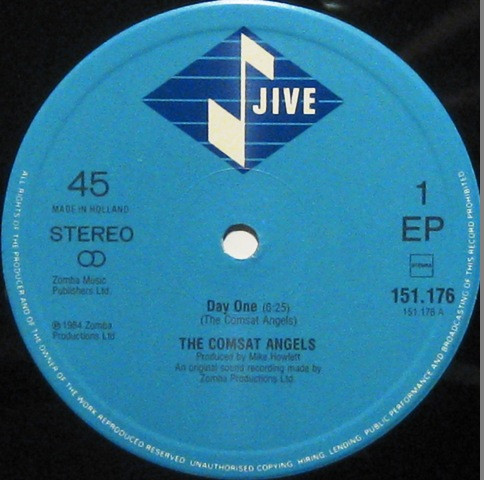 JIVE
45
MADE IN HOLLAND
STEREO
Zomba Music
Publishers Ltd.
℗ 1984 Zomba
Productions Ltd
1
EP
STEMRA
151.176
151 176 A
Day One (6:25)
(The Comsat Angels)
THE COMSAT ANGELS
Produced by Mike Howlett
An original sound recording made by
Zomba Productions Ltd.
ALL RIGHTS OF THE PRODUCER AND OF THE OWNER OF THE WORK REPRODUCED RESERVED. UNAUTHORISED COPYING, HIRING, LENDING, PUBLIC PERFORMANCE AND BROADCASTING OF THIS RECORD PROHIBITED.